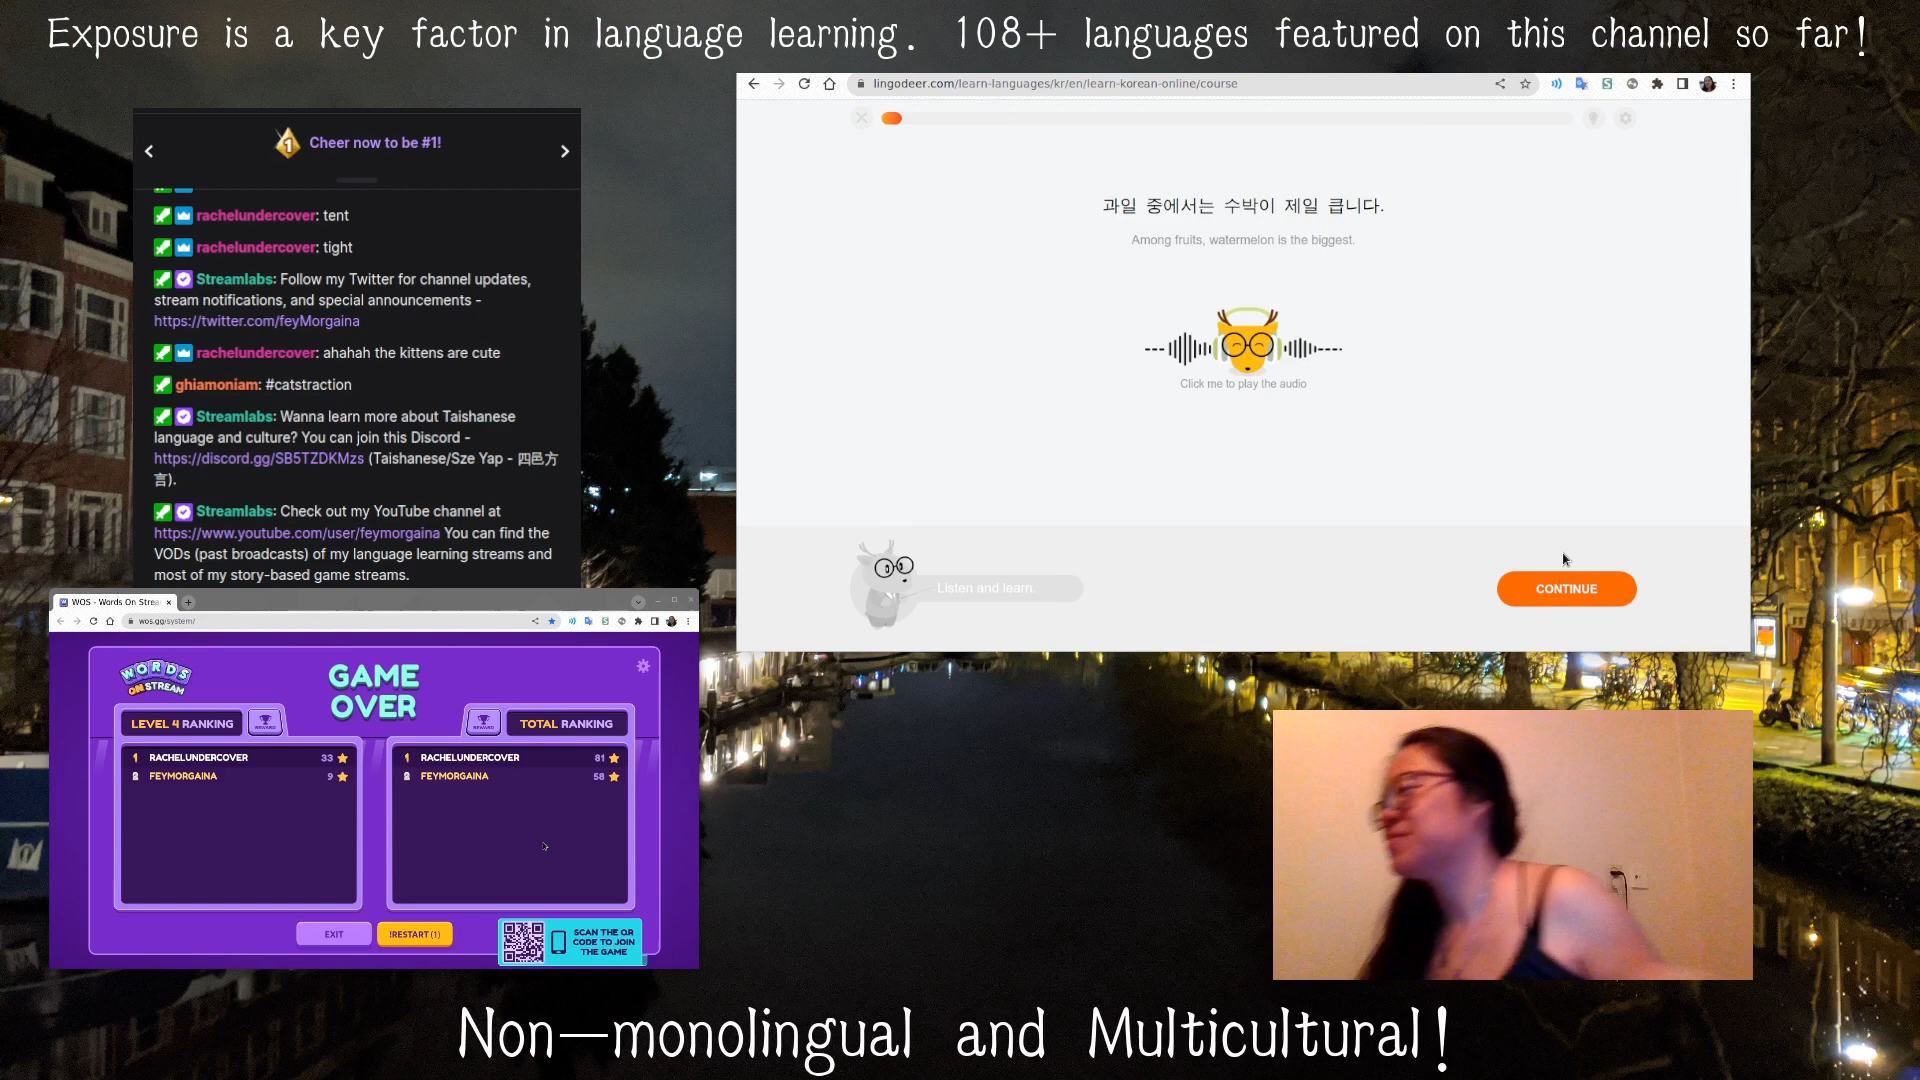 Exposure is a key factor in language learning. 108+ languages featured on this channel so far!
Cheer now to be #1!
rachelundercover: tent
rachelundercover: tight
Streamlabs: Follow my Twitter for channel updates,
stream notifications, and special announcements -
https://twitter.com/feyMorgaina
rachelundercover: ahahah the kittens are cute
ghiamoniam: #catstraction
Streamlabs: Wanna learn more about Taishanese
language and culture? You can join this Discord -
https://discord.gg/SB5TZDKMzs (Taishanese/Sze Yap - 四邑方
言).
Streamlabs: Check out my YouTube channel at
https://www.youtube.com/user/feymorgaina You can find the
VODs (past broadcasts) of my language learning streams and
most of my story-based game streams.
lingodeer.com/learn-languages/kr/en/learn-korean-online/course
과일 중에서는 수박이 제일 큽니다.
Among fruits, watermelon is the biggest.
Click me to play the audio
Listen and learn.
CONTINUE
WOS - Words On Strea
wos.gg/system/
WORDS
ON STREAM
GAME
OVER
LEVEL 4 RANKING
REWARD
REWARD
TOTAL RANKING
1 RACHELUNDERCOVER 33
2 FEYMORGAINA 9
1 RACHELUNDERCOVER 81
2 FEYMORGAINA 58
EXIT
!RESTART (1)
SCAN THE QR
CODE TO JOIN
THE GAME
Non-monolingual and Multicultural!